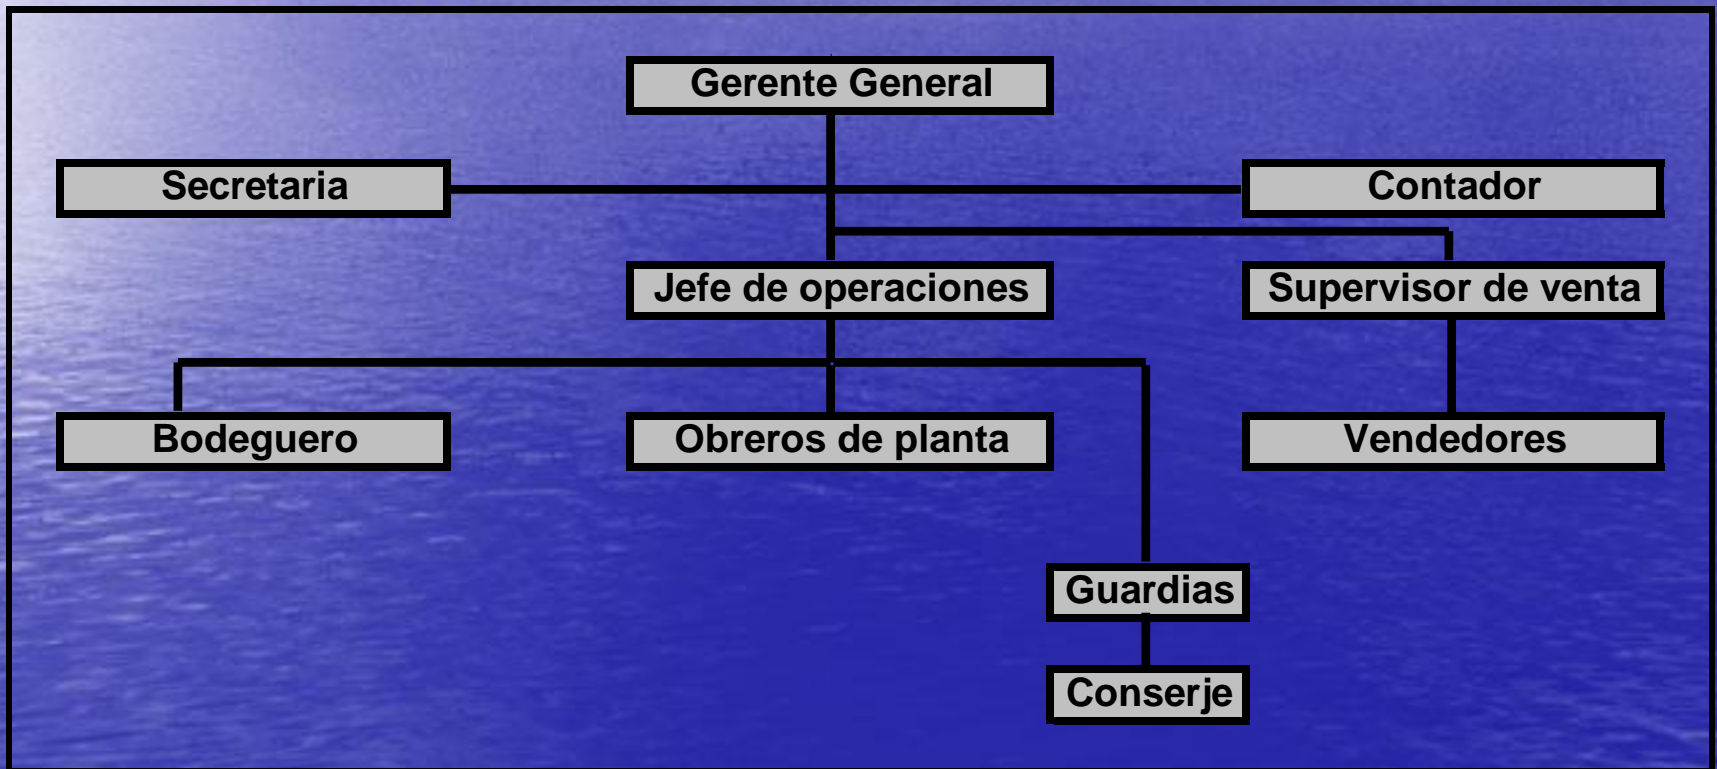 Gerente General
Secretaria
Contador
Jefe de operaciones
Supervisor de venta
Bodeguero
Obreros de planta
Vendedores
Guardias
Conserje